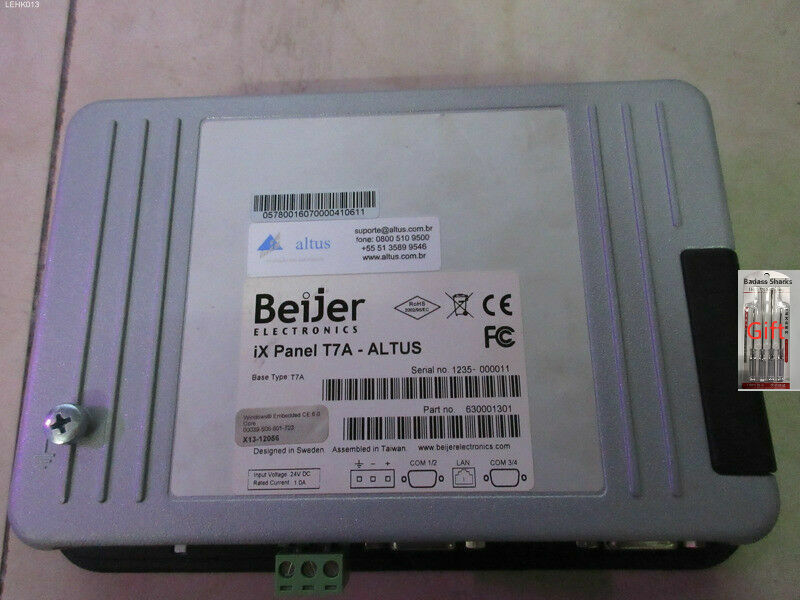 LEHK013
05780016070000410611
altus
suporte@altus.com.br
fone: 0800 510 9500
+55 51 3589 9546
www.altus.com.br
Beijer
ELECTRONICS
RoHS
2002/95/EC
CE
FC
iX Panel T7A - ALTUS
Serial no. 1235- 000011
Base Type T7A
Part no. 630001301
Windows® Embedded CE 6.0
Core
X13-12056
Designed in Sweden. Assembled in Taiwan. www.beijerelectronics.com
Input Voltage 24V DC
Rated Current 1.0A
- +
COM 1/2
LAN
COM 3/4
Badass Sharks
Gift